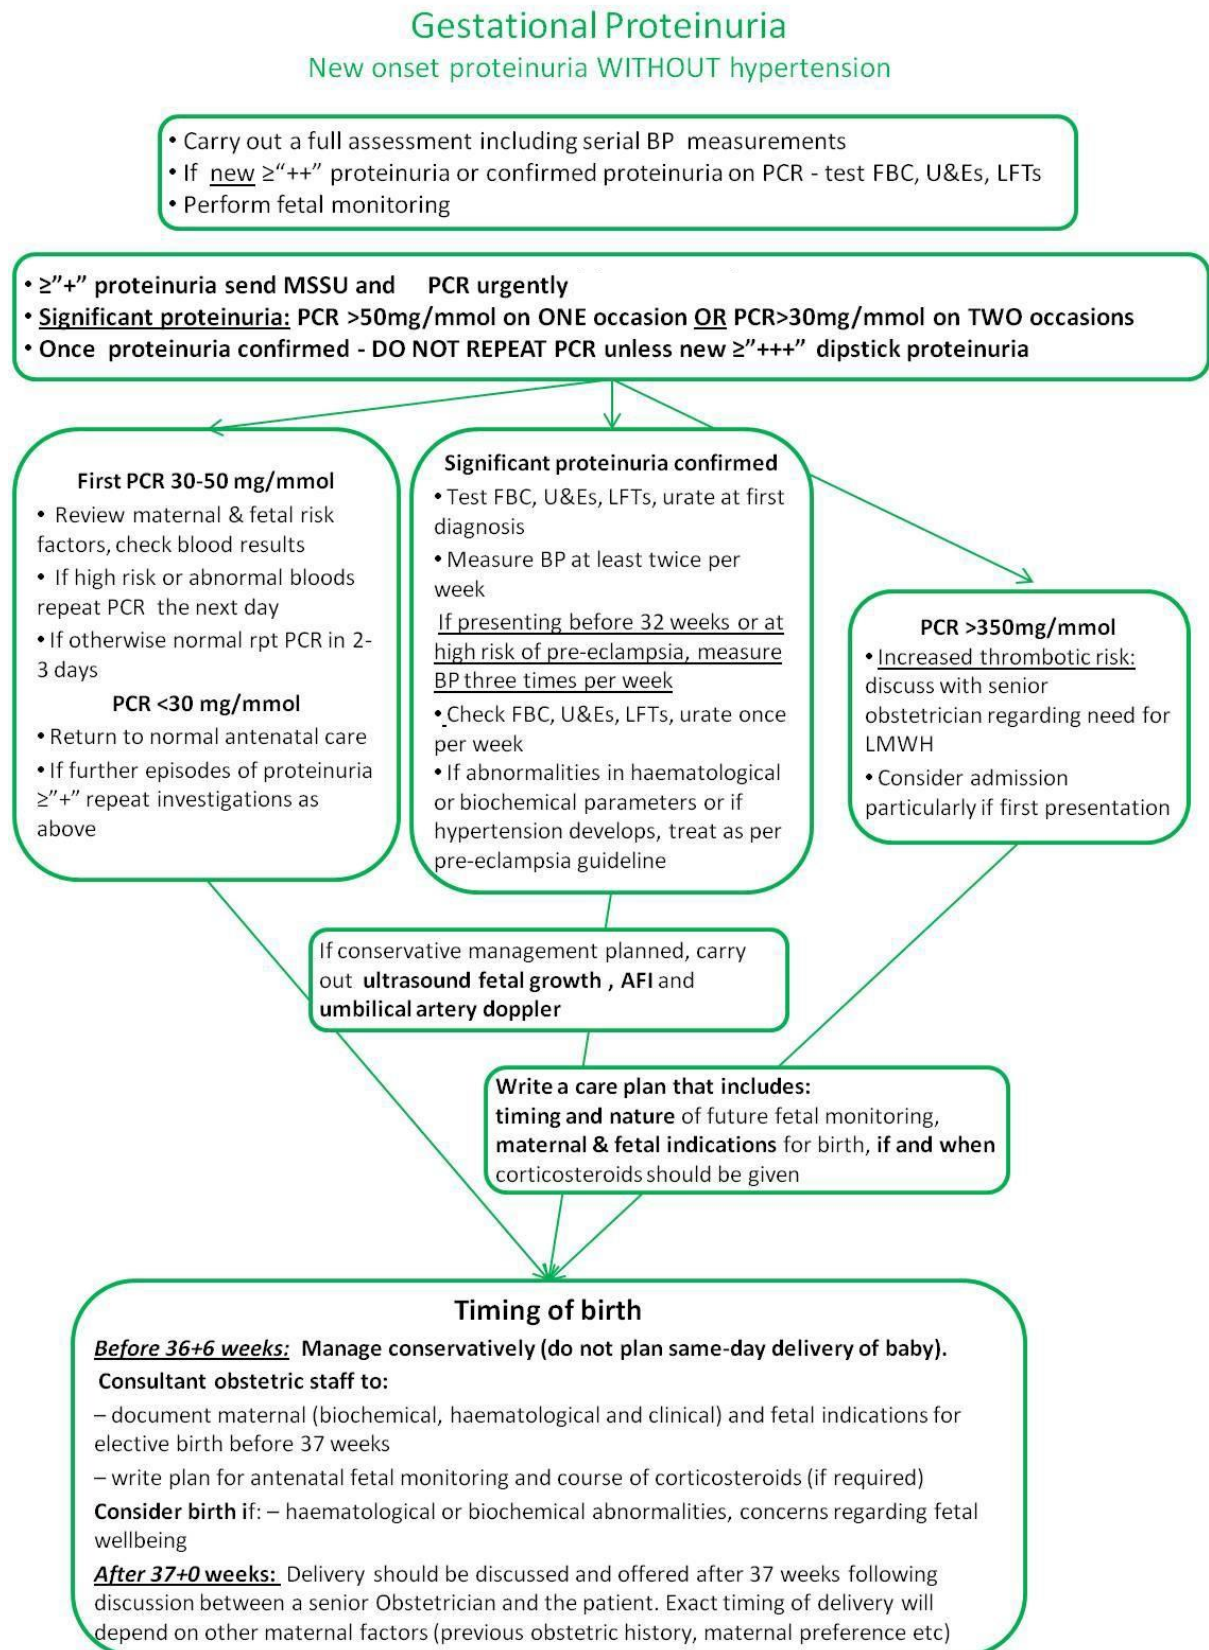 Gestational Proteinuria
New onset proteinuria WITHOUT hypertension
• Carry out a full assessment including serial BP measurements
• If new ≥“++” proteinuria or confirmed proteinuria on PCR - test FBC, U&Es, LFTs
• Perform fetal monitoring
• ≥”+” proteinuria send MSSU and PCR urgently
• Significant proteinuria: PCR >50mg/mmol on ONE occasion OR PCR>30mg/mmol on TWO occasions
• Once proteinuria confirmed - DO NOT REPEAT PCR unless new ≥”+++” dipstick proteinuria
First PCR 30-50 mg/mmol
• Review maternal & fetal risk
factors, check blood results
• If high risk or abnormal bloods
repeat PCR the next day
• If otherwise normal rpt PCR in 2-
3 days
PCR <30 mg/mmol
• Return to normal antenatal care
• If further episodes of proteinuria
≥”+” repeat investigations as
above
Significant proteinuria confirmed
• Test FBC, U&Es, LFTs, urate at first
diagnosis
• Measure BP at least twice per
week
If presenting before 32 weeks or at
high risk of pre-eclampsia, measure
BP three times per week
• Check FBC, U&Es, LFTs, urate once
per week
• If abnormalities in haematological
or biochemical parameters or if
hypertension develops, treat as per
pre-eclampsia guideline
PCR >350mg/mmol
• Increased thrombotic risk:
discuss with senior
obstetrician regarding need for
LMWH
• Consider admission
particularly if first presentation
If conservative management planned, carry
out ultrasound fetal growth , AFI and
umbilical artery doppler
Write a care plan that includes:
timing and nature of future fetal monitoring,
maternal & fetal indications for birth, if and when
corticosteroids should be given
Timing of birth
Before 36+6 weeks: Manage conservatively (do not plan same-day delivery of baby).
Consultant obstetric staff to:
– document maternal (biochemical, haematological and clinical) and fetal indications for
elective birth before 37 weeks
– write plan for antenatal fetal monitoring and course of corticosteroids (if required)
Consider birth if: – haematological or biochemical abnormalities, concerns regarding fetal
wellbeing
After 37+0 weeks: Delivery should be discussed and offered after 37 weeks following
discussion between a senior Obstetrician and the patient. Exact timing of delivery will
depend on other maternal factors (previous obstetric history, maternal preference etc)